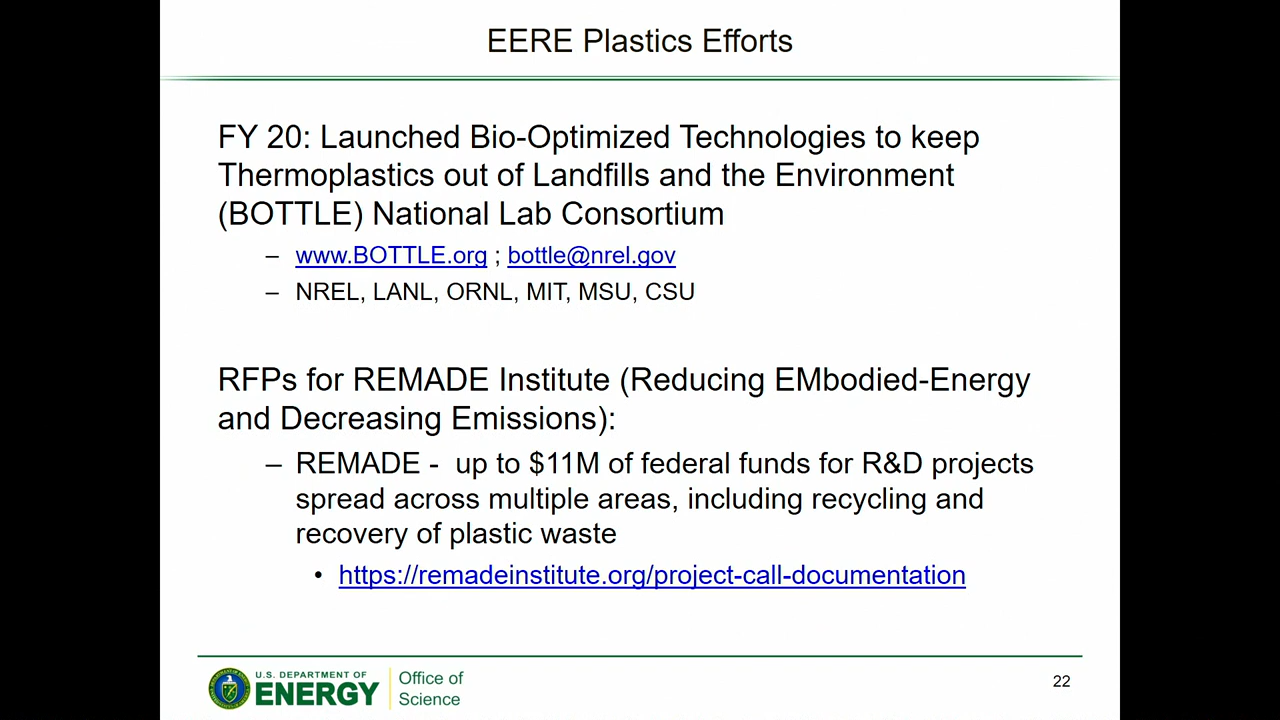 EERE Plastics Efforts
FY 20: Launched Bio-Optimized Technologies to keep
Thermoplastics out of Landfills and the Environment
(BOTTLE) National Lab Consortium
– www.BOTTLE.org ; bottle@nrel.gov
– NREL, LANL, ORNL, MIT, MSU, CSU
RFPs for REMADE Institute (Reducing EMbodied-Energy
and Decreasing Emissions):
– REMADE - up to $11M of federal funds for R&D projects
spread across multiple areas, including recycling and
recovery of plastic waste
• https://remadeinstitute.org/project-call-documentation
U.S. DEPARTMENT OF
ENERGY
Office of
Science
22